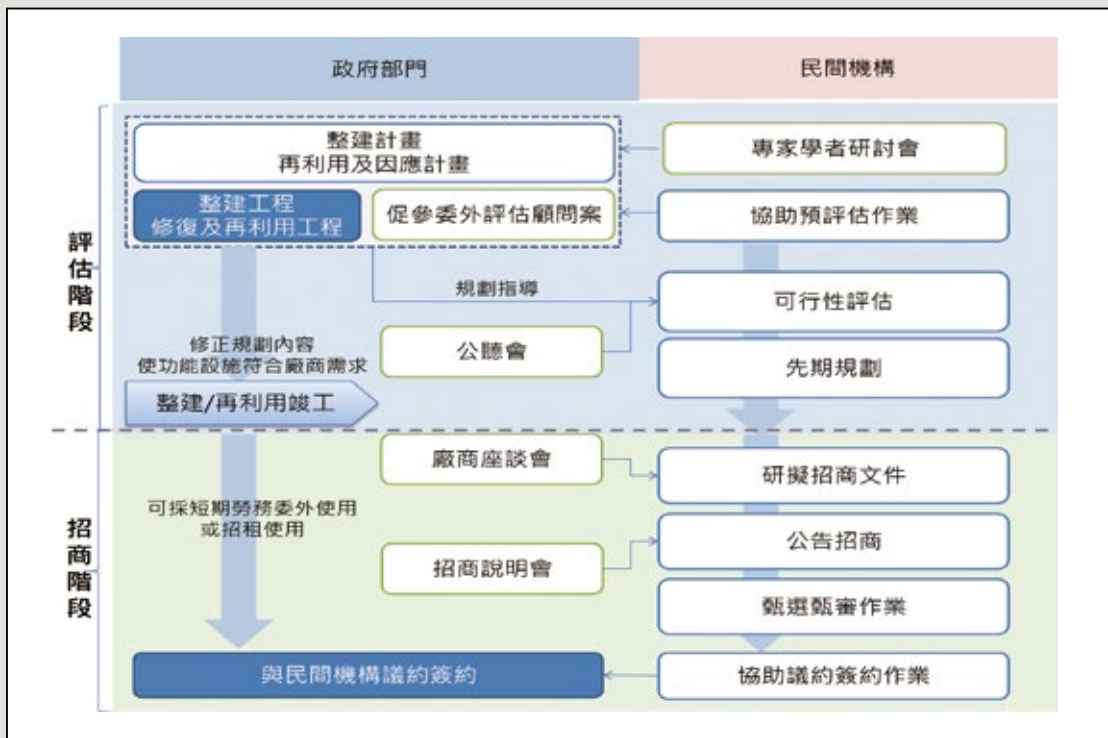 政府部門
民間機構
評估階段
整建計畫
再利用及因應計畫
專家學者研討會
整建工程
修復及再利用工程
促參委外評估顧問案
協助預評估作業
規劃指導
可行性評估
公聽會
修正規劃內容
使功能設施符合廠商需求
先期規劃
整建/再利用竣工
招商階段
廠商座談會
研擬招商文件
可採短期勞務委外使用
或招租使用
公告招商
招商說明會
甄選甄審作業
與民間機構議約簽約
協助議約簽約作業